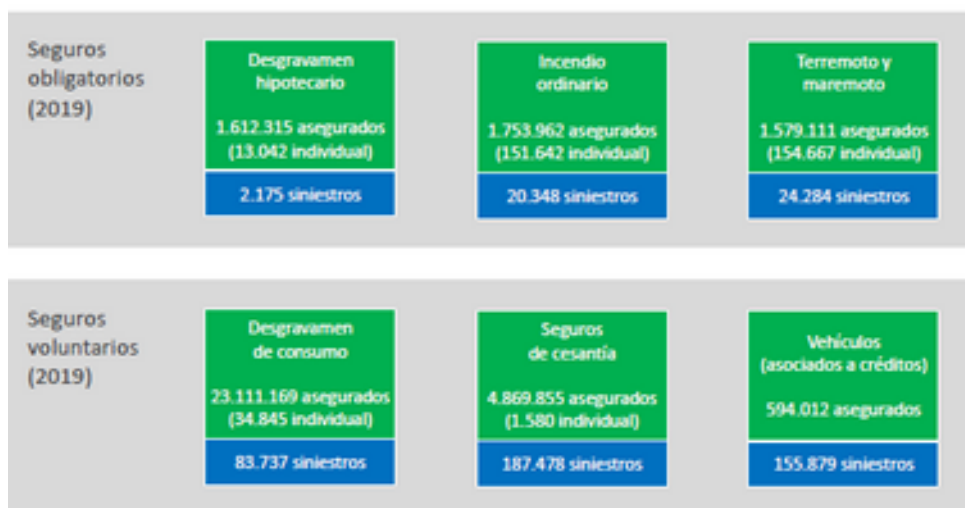 Seguros
obligatorios
(2019)
Desgravamen
hipotecario
1.612.315 asegurados
(13.042 individual)
2.175 siniestros
Incendio
ordinario
1.753.962 asegurados
(151.642 individual)
20.348 siniestros
Terremoto y
maremoto
1.579.111 asegurados
(154.667 individual)
24.284 siniestros
Seguros
voluntarios
(2019)
Desgravamen
de consumo
23.111.169 asegurados
(34.845 individual)
83.737 siniestros
Seguros
de cesantía
4.869.855 asegurados
(1.580 individual)
187.478 siniestros
Vehículos
(asociados a créditos)
594.012 asegurados
155.879 siniestros